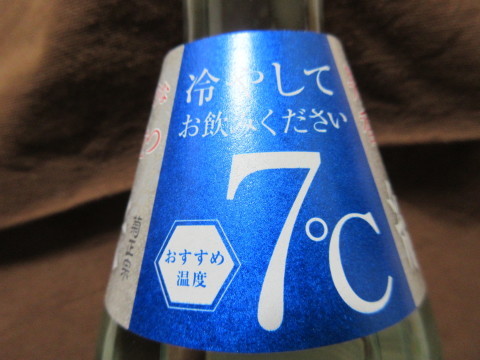 冷やして
お飲みください
7℃
おすすめ
温度